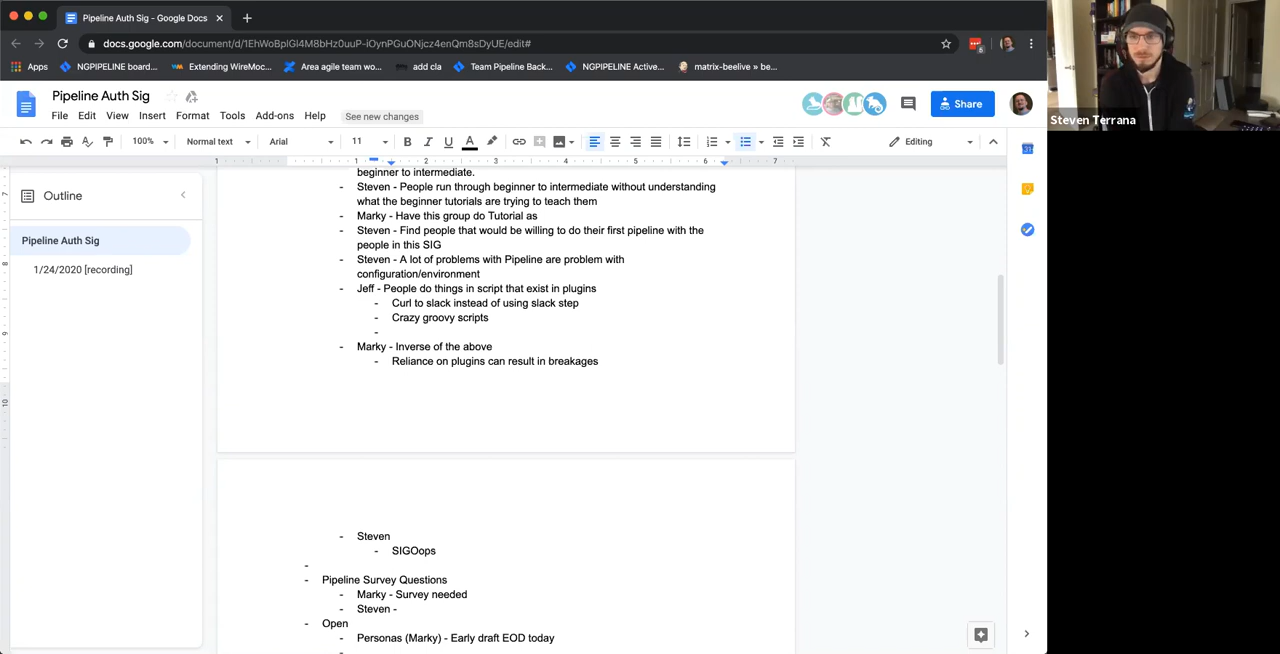 Pipeline Auth Sig - Google Docs
docs.google.com/document/d/1EhWoBpIGl4M8bHz0uuP-iOynPGuONjcz4enQm8sDyUE/edit#
Apps
NGPIPELINE board...
Extending WireMoc...
Area agile team wo...
add cla
Team Pipeline Back...
NGPIPELINE Active...
matrix-beelive » be...
Pipeline Auth Sig
File Edit View Insert Format Tools Add-ons Help See new changes
Share
100% Normal text Arial 11 Editing
1 1 2 3 4 5 6 7
Outline
Pipeline Auth Sig
1/24/2020 [recording]
beginner to intermediate.
- Steven - People run through beginner to intermediate without understanding
what the beginner tutorials are trying to teach them
- Marky - Have this group do Tutorial as
- Steven - Find people that would be willing to do their first pipeline with the
people in this SIG
- Steven - A lot of problems with Pipeline are problem with
configuration/environment
- Jeff - People do things in script that exist in plugins
- Curl to slack instead of using slack step
- Crazy groovy scripts
-
- Marky - Inverse of the above
- Reliance on plugins can result in breakages
- Steven
- SIGOops
-
- Pipeline Survey Questions
- Marky - Survey needed
- Steven -
- Open
- Personas (Marky) - Early draft EOD today
Steven Terrana